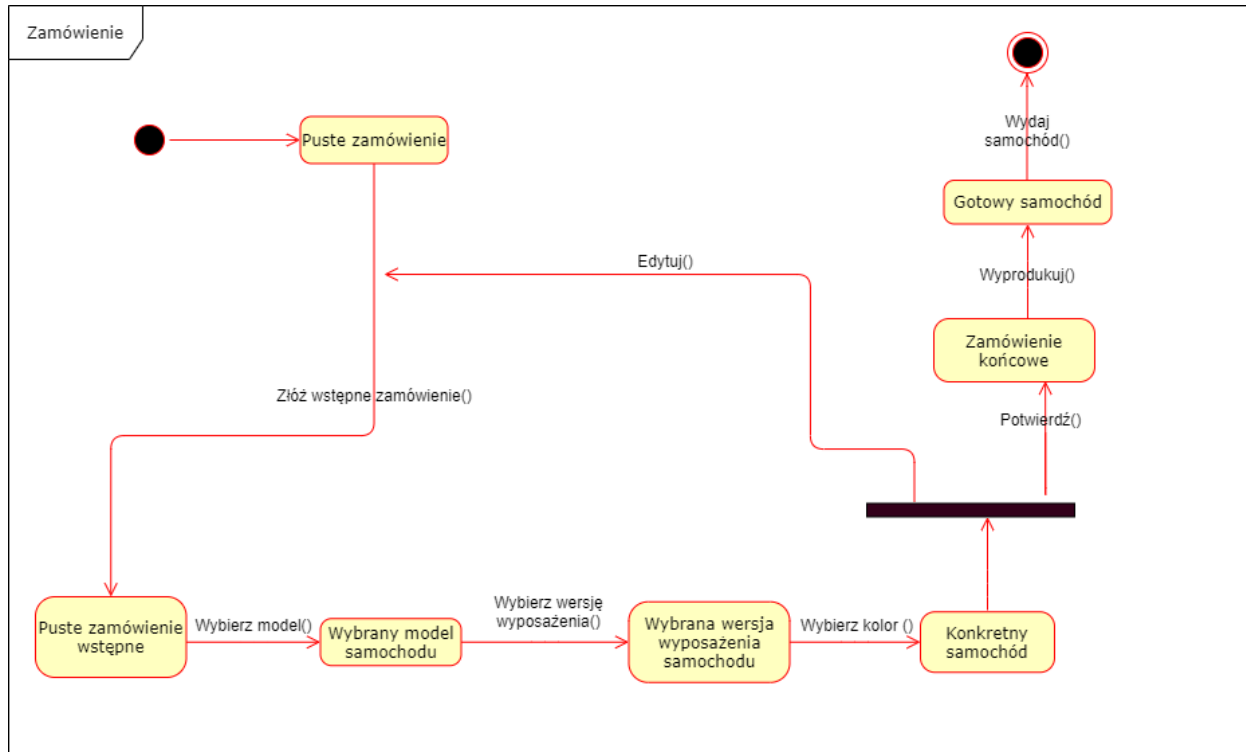 Zamówienie
Puste zamówienie
Wydaj
samochód()
Gotowy samochód
Edytuj()
Wyprodukuj()
Zamówienie
końcowe
Złóż wstępne zamówienie()
Potwierdź()
Puste zamówienie
wstępne
Wybierz model()
Wybrany model
samochodu
Wybierz wersję
wyposażenia()
Wybrana wersja
wyposażenia
samochodu
Wybierz kolor ()
Konkretny
samochód